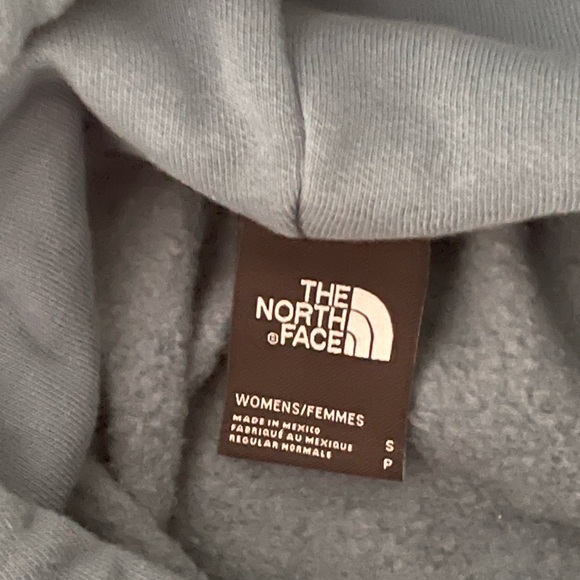 THE
NORTH
®FACE
WOMENS/FEMMES
MADE IN MEXICO
FABRIQUÉ AU MEXIQUE
REGULAR NORMALE
S
P